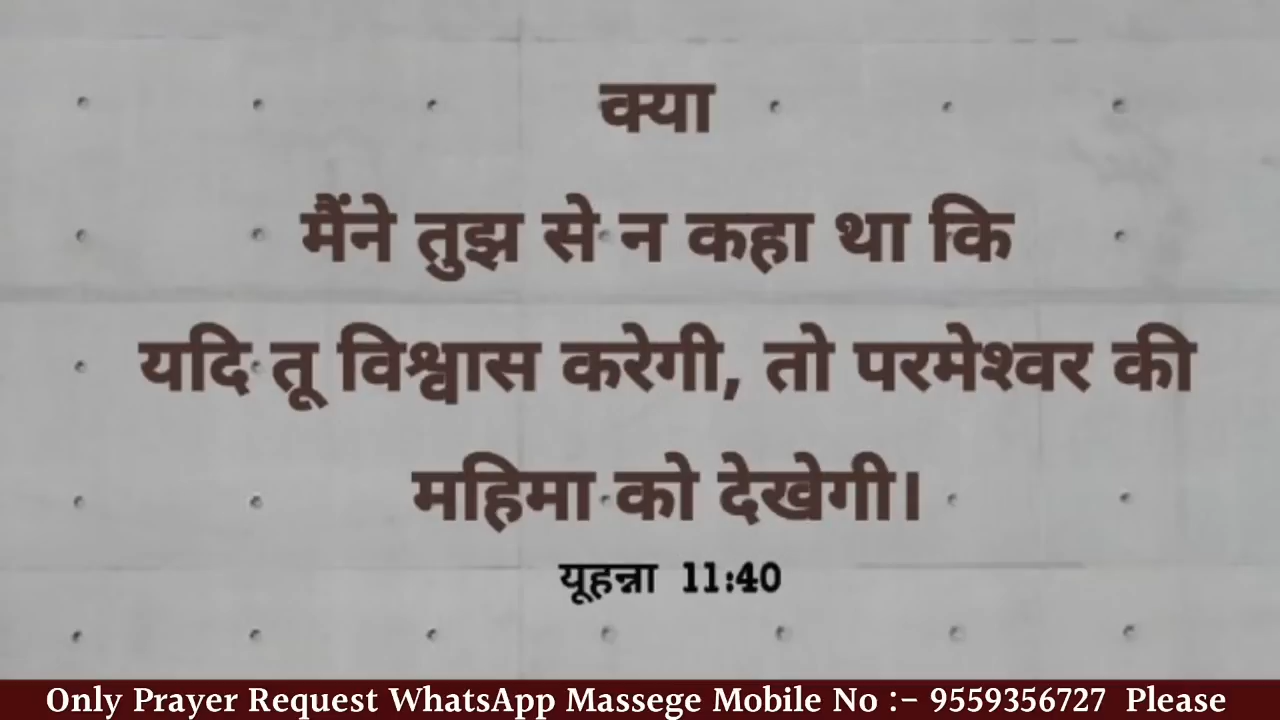 क्या
मैंने तुझ से न कहा था कि
यदि तू विश्वास करेगी, तो परमेश्वर की
महिमा को देखेगी।
यूहन्ना 11:40
Only Prayer Request WhatsApp Massege Mobile No :- 9559356727 Please